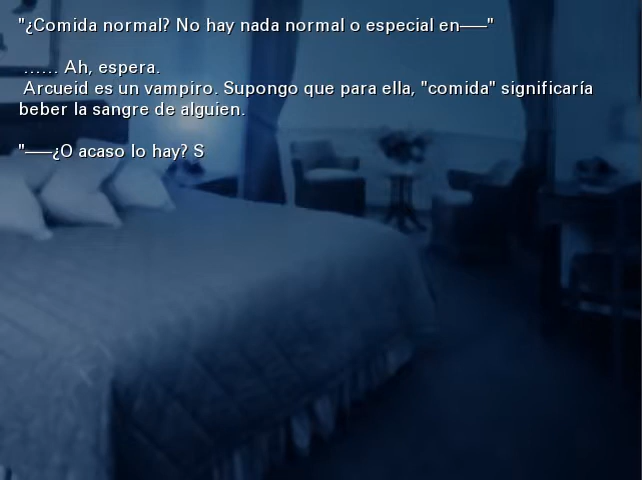 "¿Comida normal? No hay nada normal o especial en──"
…… Ah, espera.
Arcueid es un vampiro. Supongo que para ella, "comida" significaría
beber la sangre de alguien.
"──¿O acaso lo hay? S